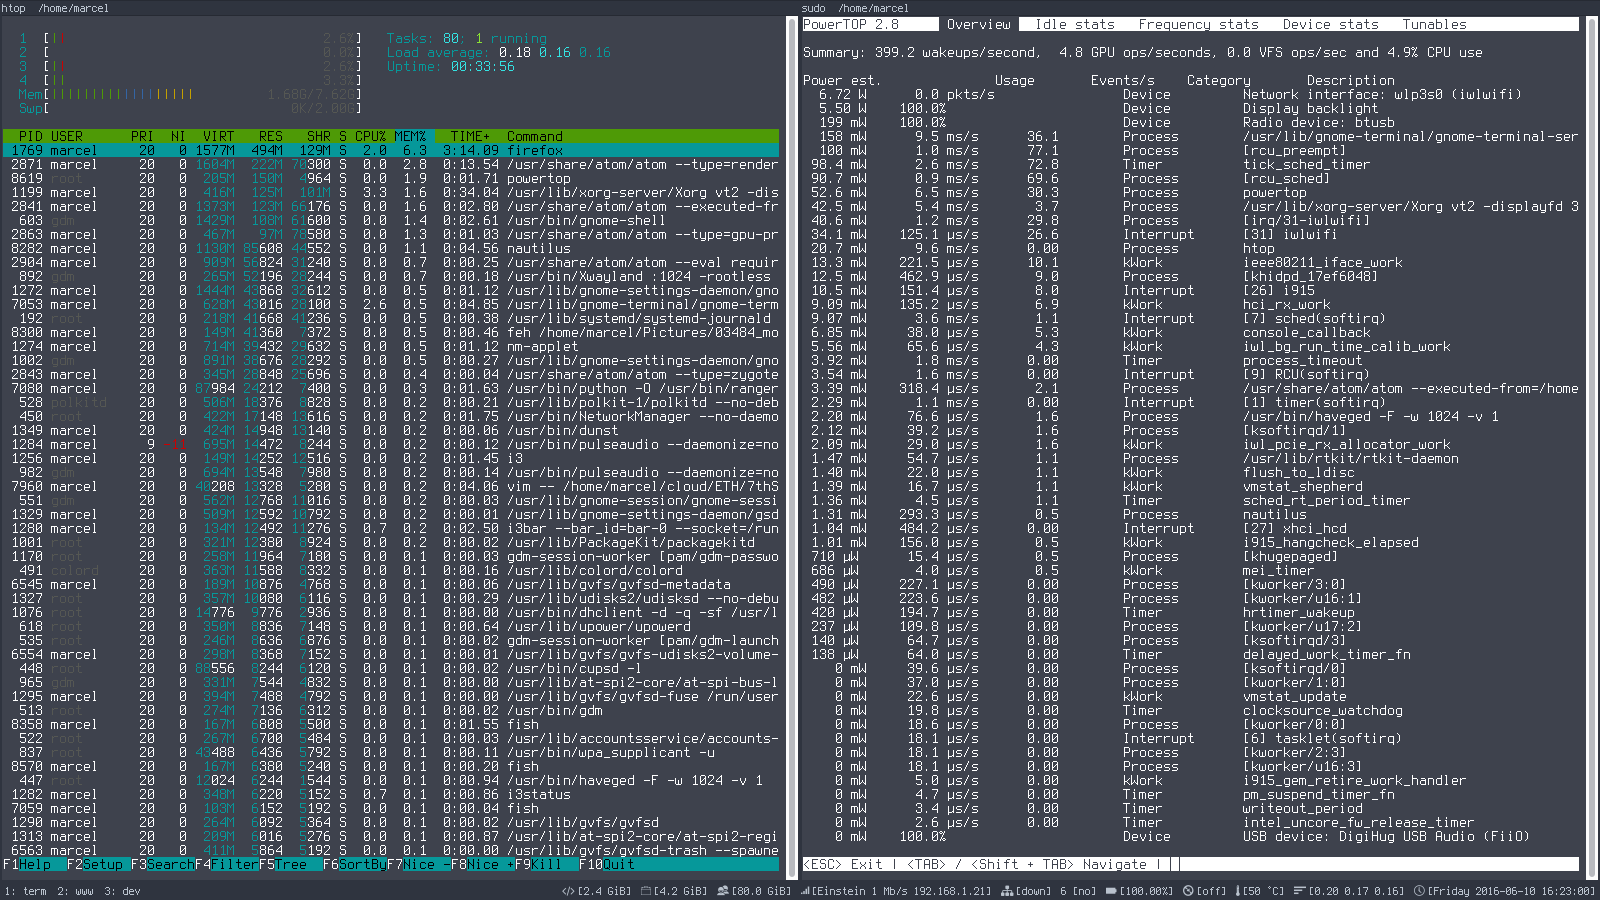 htop  /home/marcel
1 [|| 2.6%]
2 [ 0.0%]
3 [|| 2.6%]
4 [|| 3.3%]
Mem[|||||||||||||||||| 1.68G/7.62G]
Swp[ 0K/2.00G]
Tasks: 80; 1 running
Load average: 0.18 0.16 0.16
Uptime: 00:33:56
PID USER PRI NI VIRT RES SHR S CPU% MEM% TIME+ Command
1769 marcel 20 0 1577M 494M 129M S 2.0 6.3 3:14.09 firefox
2871 marcel 20 0 1604M 222M 70300 S 0.0 2.8 0:13.54 /usr/share/atom/atom --type=render
8619 root 20 0 205M 150M 4964 S 0.0 1.9 0:01.71 powertop
1199 marcel 20 0 416M 125M 101M S 3.3 1.6 0:04.52 /usr/lib/xorg-server/Xorg vt2 -dis
2841 marcel 20 0 1373M 123M 66176 S 0.0 1.6 0:02.80 /usr/share/atom/atom --executed-fr
603 gdm 20 0 1429M 108M 61600 S 0.0 1.4 0:02.61 /usr/bin/gnome-shell
2863 marcel 20 0 467M 97M 78580 S 0.0 1.3 0:01.03 /usr/share/atom/atom --type=gpu-pr
8282 marcel 20 0 1130M 85608 44552 S 0.0 1.1 0:04.56 nautilus
2904 marcel 20 0 909M 56824 31240 S 0.0 0.7 0:00.25 /usr/share/atom/atom --eval requir
892 gdm 20 0 265M 52196 28244 S 0.0 0.7 0:00.18 /usr/bin/Xwayland :1024 -rootless
1272 marcel 20 0 1444M 43868 32612 S 0.0 0.5 0:01.12 /usr/lib/gnome-settings-daemon/gno
7053 marcel 20 0 628M 43016 28100 S 2.6 0.5 0:04.85 /usr/lib/gnome-terminal/gnome-term
192 root 20 0 218M 41668 41236 S 0.0 0.5 0:00.38 /usr/lib/systemd/systemd-journald
8300 marcel 20 0 149M 41360 7372 S 0.0 0.5 0:00.46 feh /home/marcel/Pictures/03484_mo
1274 marcel 20 0 714M 39432 29632 S 0.0 0.5 0:01.12 nm-applet
1002 gdm 20 0 891M 38676 28292 S 0.0 0.5 0:00.27 /usr/lib/gnome-settings-daemon/gno
2843 marcel 20 0 345M 26848 25696 S 0.0 0.4 0:00.04 /usr/share/atom/atom --type=zygote
7080 marcel 20 0 87984 24212 7400 S 0.0 0.3 0:01.63 /usr/bin/python -O /usr/bin/ranger
528 polkitd 20 0 506M 16376 8828 S 0.0 0.2 0:00.21 /usr/lib/polkit-1/polkitd --no-deb
450 root 20 0 422M 17148 13616 S 0.0 0.2 0:01.75 /usr/bin/NetworkManager --no-daemo
1349 marcel 20 0 424M 14948 13140 S 0.0 0.2 0:00.06 /usr/bin/dunst
1284 marcel 9 695M 14472 8244 S 0.0 0.2 0:00.12 /usr/bin/pulseaudio --daemonize=no
1256 marcel 20 0 149M 14252 12516 S 0.0 0.2 0:01.45 i3
982 gdm 20 0 694M 13548 7980 S 0.0 0.2 0:00.14 /usr/bin/pulseaudio --daemonize=no
7960 marcel 20 0 40208 13328 5280 S 0.0 0.2 0:04.06 vim -- /home/marcel/cloud/ETH/7thS
551 gdm 20 0 562M 12768 11016 S 0.0 0.2 0:00.03 /usr/lib/gnome-session/gnome-sessi
1329 marcel 20 0 509M 12592 10792 S 0.0 0.2 0:00.01 /usr/lib/gnome-settings-daemon/gsd
1280 marcel 20 0 134M 12492 11276 S 0.7 0.2 0:02.50 i3bar --bar_id=bar-0 --socket=/run
1001 root 20 0 321M 12380 8924 S 0.0 0.2 0:00.02 /usr/lib/PackageKit/packagekitd
1170 root 20 0 258M 11964 7180 S 0.0 0.1 0:00.03 gdm-session-worker [pam/gdm-passwo
491 colord 20 0 363M 11588 8332 S 0.0 0.1 0:00.16 /usr/lib/colord/colord
6545 marcel 20 0 189M 10876 4768 S 0.0 0.1 0:00.06 /usr/lib/gvfs/gvfsd-metadata
1327 root 20 0 357M 10080 6116 S 0.0 0.1 0:00.29 /usr/lib/udisks2/udisksd --no-debu
1076 root 20 0 14776 9776 2936 S 0.0 0.1 0:00.00 /usr/bin/dhclient -d -q -sf /usr/l
618 root 20 0 350M 8836 7148 S 0.0 0.1 0:00.64 /usr/lib/upower/upowerd
535 root 20 0 246M 8636 6876 S 0.0 0.1 0:00.02 gdm-session-worker [pam/gdm-launch
6554 marcel 20 0 298M 8368 7152 S 0.0 0.1 0:00.01 /usr/lib/gvfs/gvfs-udisks2-volume-
448 root 20 0 88556 8244 6120 S 0.0 0.1 0:00.00 /usr/bin/cupsd -l
965 gdm 20 0 331M 7544 4832 S 0.0 0.1 0:00.00 /usr/lib/at-spi2-core/at-spi-bus-l
1295 marcel 20 0 394M 7488 4792 S 0.0 0.1 0:00.00 /usr/lib/gvfs/gvfsd-fuse /run/user
513 root 20 0 274M 7136 6312 S 0.0 0.1 0:00.02 /usr/bin/gdm
8358 marcel 20 0 167M 6808 5500 S 0.0 0.1 0:01.55 fish
522 root 20 0 267M 6700 5484 S 0.0 0.1 0:00.03 /usr/lib/accountsservice/accounts-
837 root 20 0 43488 6436 5792 S 0.0 0.1 0:00.11 /usr/bin/wpa_supplicant -u
8570 marcel 20 0 167M 6380 5240 S 0.0 0.1 0:00.20 fish
447 root 20 0 12024 6244 1544 S 0.0 0.1 0:00.94 /usr/bin/haveged -F -w 1024 -v 1
1282 marcel 20 0 348M 6220 5152 S 0.7 0.1 0:00.86 i3status
7059 marcel 20 0 103M 6152 5192 S 0.0 0.1 0:00.04 fish
1290 marcel 20 0 264M 6092 5364 S 0.0 0.1 0:00.02 /usr/lib/gvfs/gvfsd
1313 marcel 20 0 209M 6016 5276 S 0.0 0.1 0:00.87 /usr/lib/at-spi2-core/at-spi2-regi
6563 marcel 20 0 411M 5864 5192 S 0.0 0.1 0:00.00 /usr/lib/gvfs/gvfsd-trash --spawne
F1Help F2Setup F3SearchF4FilterF5Tree F6SortByF7Nice -F8Nice +F9Kill F10Quit
sudo  /home/marcel
PowerTOP 2.8 Overview Idle stats Frequency stats Device stats Tunables
Summary: 399.2 wakeups/second, 4.8 GPU ops/seconds, 0.0 VFS ops/sec and 4.9% CPU use
Power est. Usage Events/s Category Description
6.72 W 0.0 pkts/s Device Network interface: wlp3s0 (iwlwifi)
5.50 W 100.0% Device Display backlight
199 mW 100.0% Device Radio device: btusb
158 mW 9.5 ms/s 36.1 Process /usr/lib/gnome-terminal/gnome-terminal-ser
100 mW 1.0 ms/s 77.1 Process [rcu_preempt]
98.4 mW 2.6 ms/s 72.8 Timer tick_sched_timer
90.7 mW 0.9 ms/s 69.6 Process [rcu_sched]
52.6 mW 6.5 ms/s 30.3 Process powertop
42.5 mW 5.4 ms/s 3.7 Process /usr/lib/xorg-server/Xorg vt2 -displayfd 3
40.6 mW 1.2 ms/s 29.8 Process [irq/31-iwlwifi]
34.1 mW 125.1 µs/s 26.6 Interrupt [31] iwlwifi
20.7 mW 9.6 ms/s 0.00 Process htop
13.3 mW 221.5 µs/s 10.1 kWork ieee80211_iface_work
12.5 mW 462.9 µs/s 9.0 Process [khidpd_17ef6048]
10.5 mW 151.4 µs/s 8.0 Interrupt [26] i915
9.09 mW 135.2 µs/s 6.9 kWork hci_rx_work
9.07 mW 3.6 ms/s 1.1 Interrupt [7] sched(softirq)
6.85 mW 38.0 µs/s 5.3 kWork console_callback
5.56 mW 65.6 µs/s 4.3 kWork iwl_bg_run_time_calib_work
3.92 mW 1.8 ms/s 0.00 Timer process_timeout
3.54 mW 1.6 ms/s 0.00 Interrupt [9] RCU(softirq)
3.39 mW 318.4 µs/s 2.1 Process /usr/share/atom/atom --executed-from=/home
2.29 mW 1.1 ms/s 0.00 Interrupt [1] timer(softirq)
2.20 mW 76.6 µs/s 1.6 Process /usr/bin/haveged -F -w 1024 -v 1
2.12 mW 39.2 µs/s 1.6 Process [ksoftirqd/1]
2.09 mW 29.0 µs/s 1.6 kWork iwl_pcie_rx_allocator_work
1.47 mW 54.7 µs/s 1.1 Process /usr/lib/rtkit/rtkit-daemon
1.40 mW 22.0 µs/s 1.1 kWork flush_to_ldisc
1.39 mW 16.7 µs/s 1.1 kWork vmstat_shepherd
1.36 mW 4.5 µs/s 1.1 Timer sched_rt_period_timer
1.31 mW 293.3 µs/s 0.5 Process nautilus
1.04 mW 484.2 µs/s 0.00 Interrupt [27] xhci_hcd
1.01 mW 156.0 µs/s 0.5 kWork i915_hangcheck_elapsed
710 µW 15.4 µs/s 0.5 Process [khugepaged]
686 µW 4.0 µs/s 0.5 kWork mei_timer
490 µW 227.1 µs/s 0.00 Process [kworker/3:0]
482 µW 223.6 µs/s 0.00 Process [kworker/u16:1]
420 µW 194.7 µs/s 0.00 Timer hrtimer_wakeup
237 µW 109.8 µs/s 0.00 Process [kworker/u17:2]
140 µW 64.7 µs/s 0.00 Process [ksoftirqd/3]
138 µW 64.0 µs/s 0.00 Timer delayed_work_timer_fn
0 mW 39.6 µs/s 0.00 Process [ksoftirqd/0]
0 mW 37.0 µs/s 0.00 Process [kworker/1:0]
0 mW 22.6 µs/s 0.00 kWork vmstat_update
0 mW 19.8 µs/s 0.00 Timer clocksource_watchdog
0 mW 18.6 µs/s 0.00 Process [kworker/0:0]
0 mW 18.1 µs/s 0.00 Interrupt [6] tasklet(softirq)
0 mW 18.1 µs/s 0.00 Process [kworker/2:3]
0 mW 18.1 µs/s 0.00 Process [kworker/u16:3]
0 mW 5.0 µs/s 0.00 kWork i915_gem_retire_work_handler
0 mW 4.7 µs/s 0.00 Timer pm_suspend_timer_fn
0 mW 3.4 µs/s 0.00 Timer writeout_period
0 mW 2.6 µs/s 0.00 Timer intel_uncore_fw_release_timer
0 mW 100.0% Device USB device: DigiHug USB Audio (FiiO)
<ESC> Exit | <TAB> / <Shift + TAB> Navigate |
1: term 2: www 3: dev
[2.4 GiB] [4.2 GiB] [80.0 GiB] [Einstein 1 Mb/s 192.168.1.21] [down] 6 [no] [100.00%] [off] [50 °C] [0.20 0.17 0.16] [Friday 2016-06-10 16:23:00]